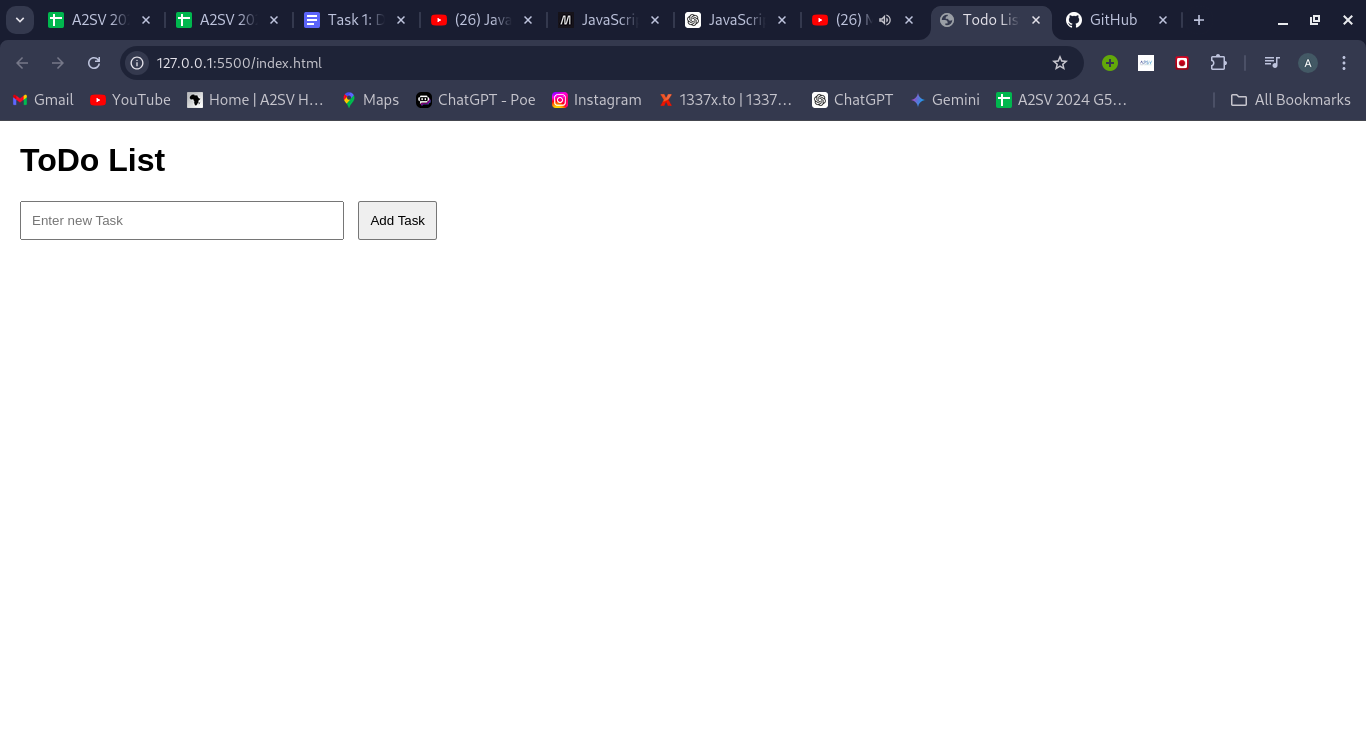 A2SV 20
A2SV 20
Task 1: D
(26) Java
JavaScrip
JavaScrip
(26) M
Todo Lis
GitHub
127.0.0.1:5500/index.html
A
Gmail
YouTube
Home | A2SV H...
Maps
ChatGPT - Poe
Instagram
1337x.to | 1337...
ChatGPT
Gemini
A2SV 2024 G5...
All Bookmarks
ToDo List
Enter new Task
Add Task